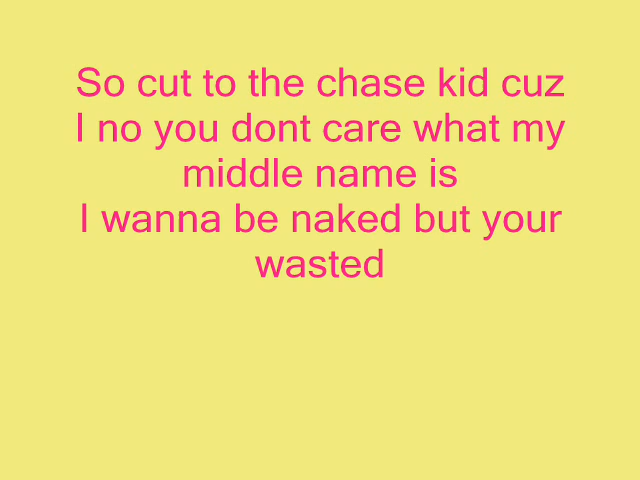 So cut to the chase kid cuz
I no you dont care what my
middle name is
I wanna be naked but your
wasted